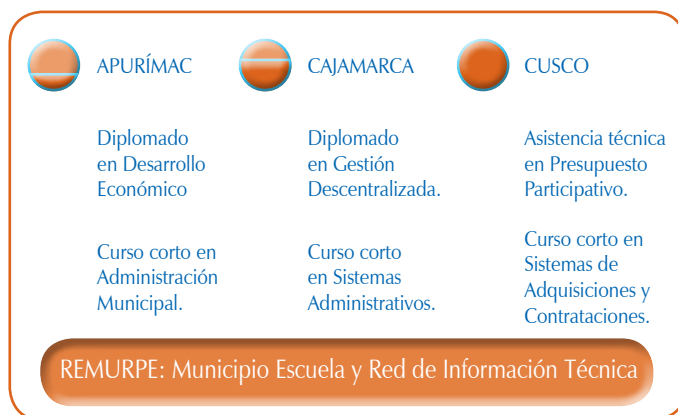 APURÍMAC
Diplomado
en Desarrollo
Económico
Curso corto en
Administración
Municipal.
CAJAMARCA
Diplomado
en Gestión
Descentralizada.
Curso corto
en Sistemas
Administrativos.
CUSCO
Asistencia técnica
en Presupuesto
Participativo.
Curso corto en
Sistemas de
Adquisiciones y
Contrataciones.
REMURPE: Municipio Escuela y Red de Información Técnica